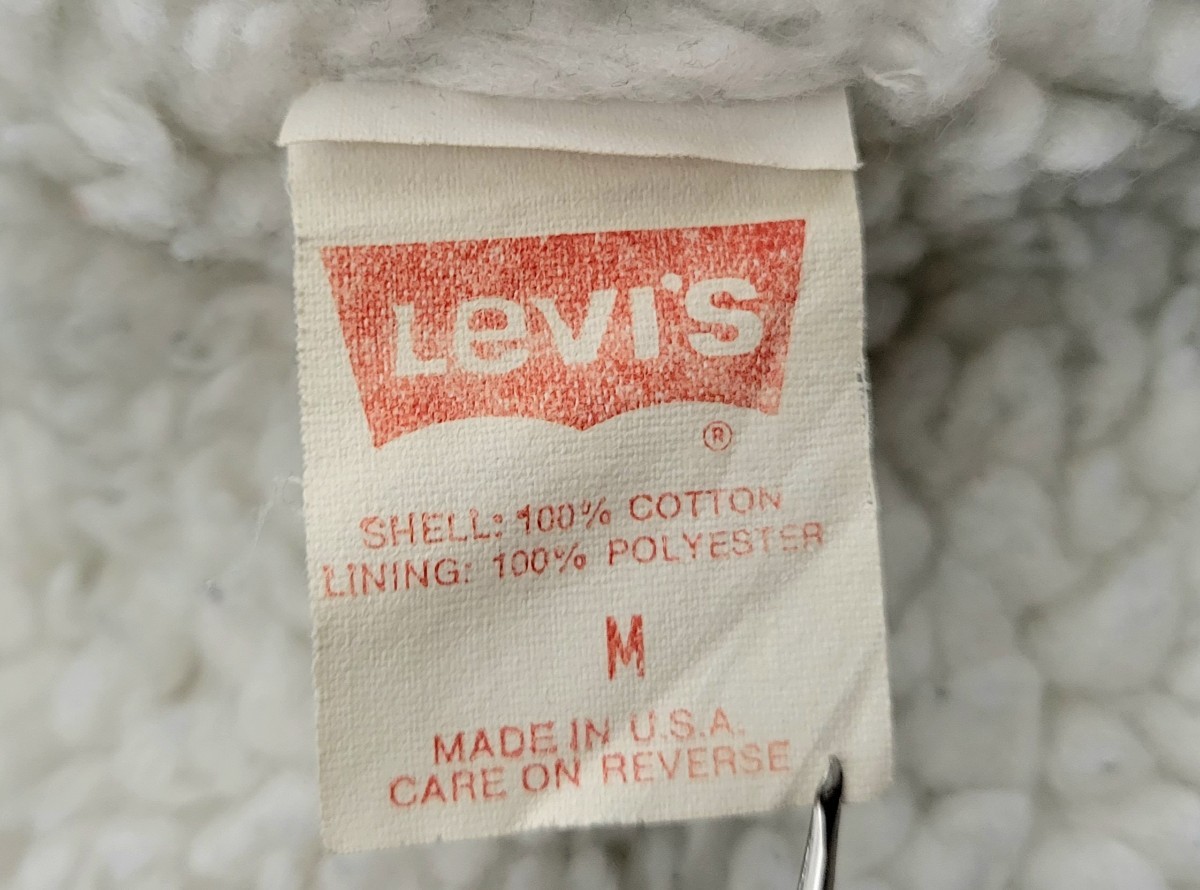 Levi's
®
SHELL: 100% COTTON
LINING: 100% POLYESTER
M
MADE IN U.S.A.
CARE ON REVERSE